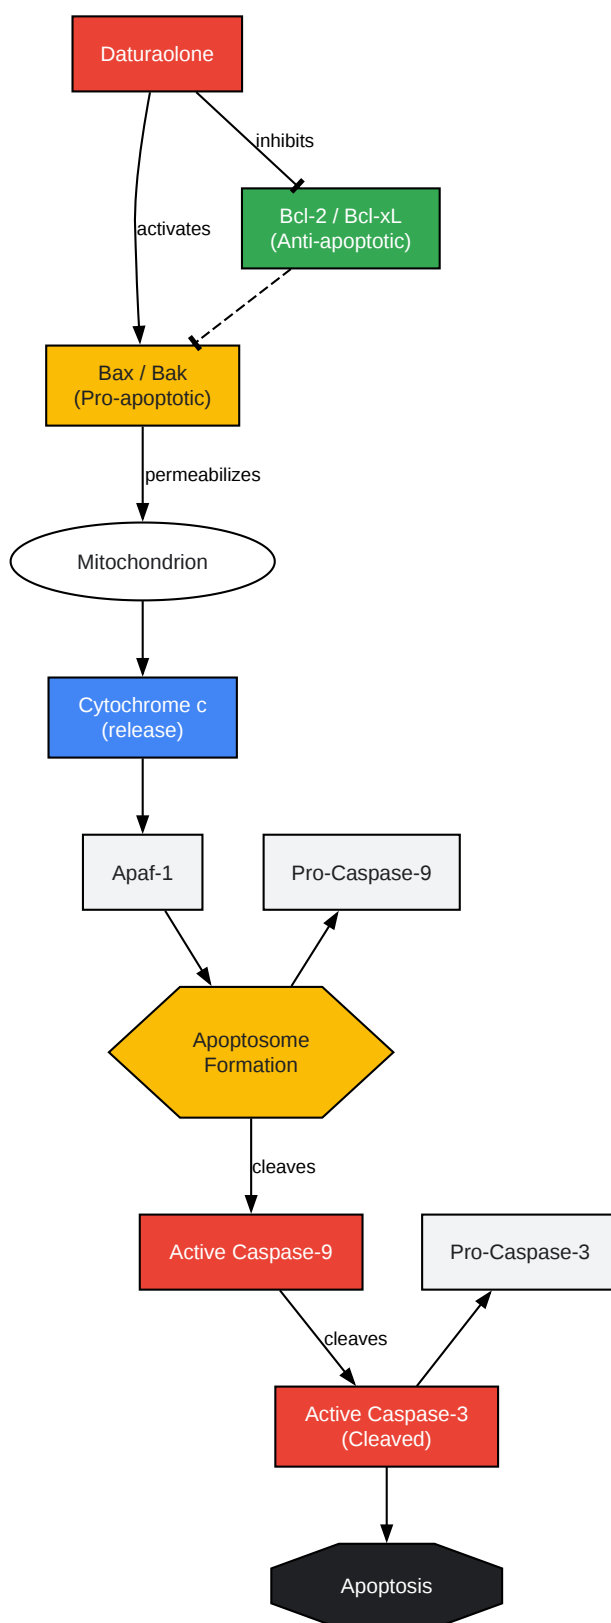 Daturaolone
inhibits
Bcl-2 / Bcl-xL
(Anti-apoptotic)
activates
Bax / Bak
(Pro-apoptotic)
permeabilizes
Mitochondrion
Cytochrome c
(release)
Apaf-1
Pro-Caspase-9
Apoptosome
Formation
cleaves
Active Caspase-9
Pro-Caspase-3
cleaves
Active Caspase-3
(Cleaved)
Apoptosis